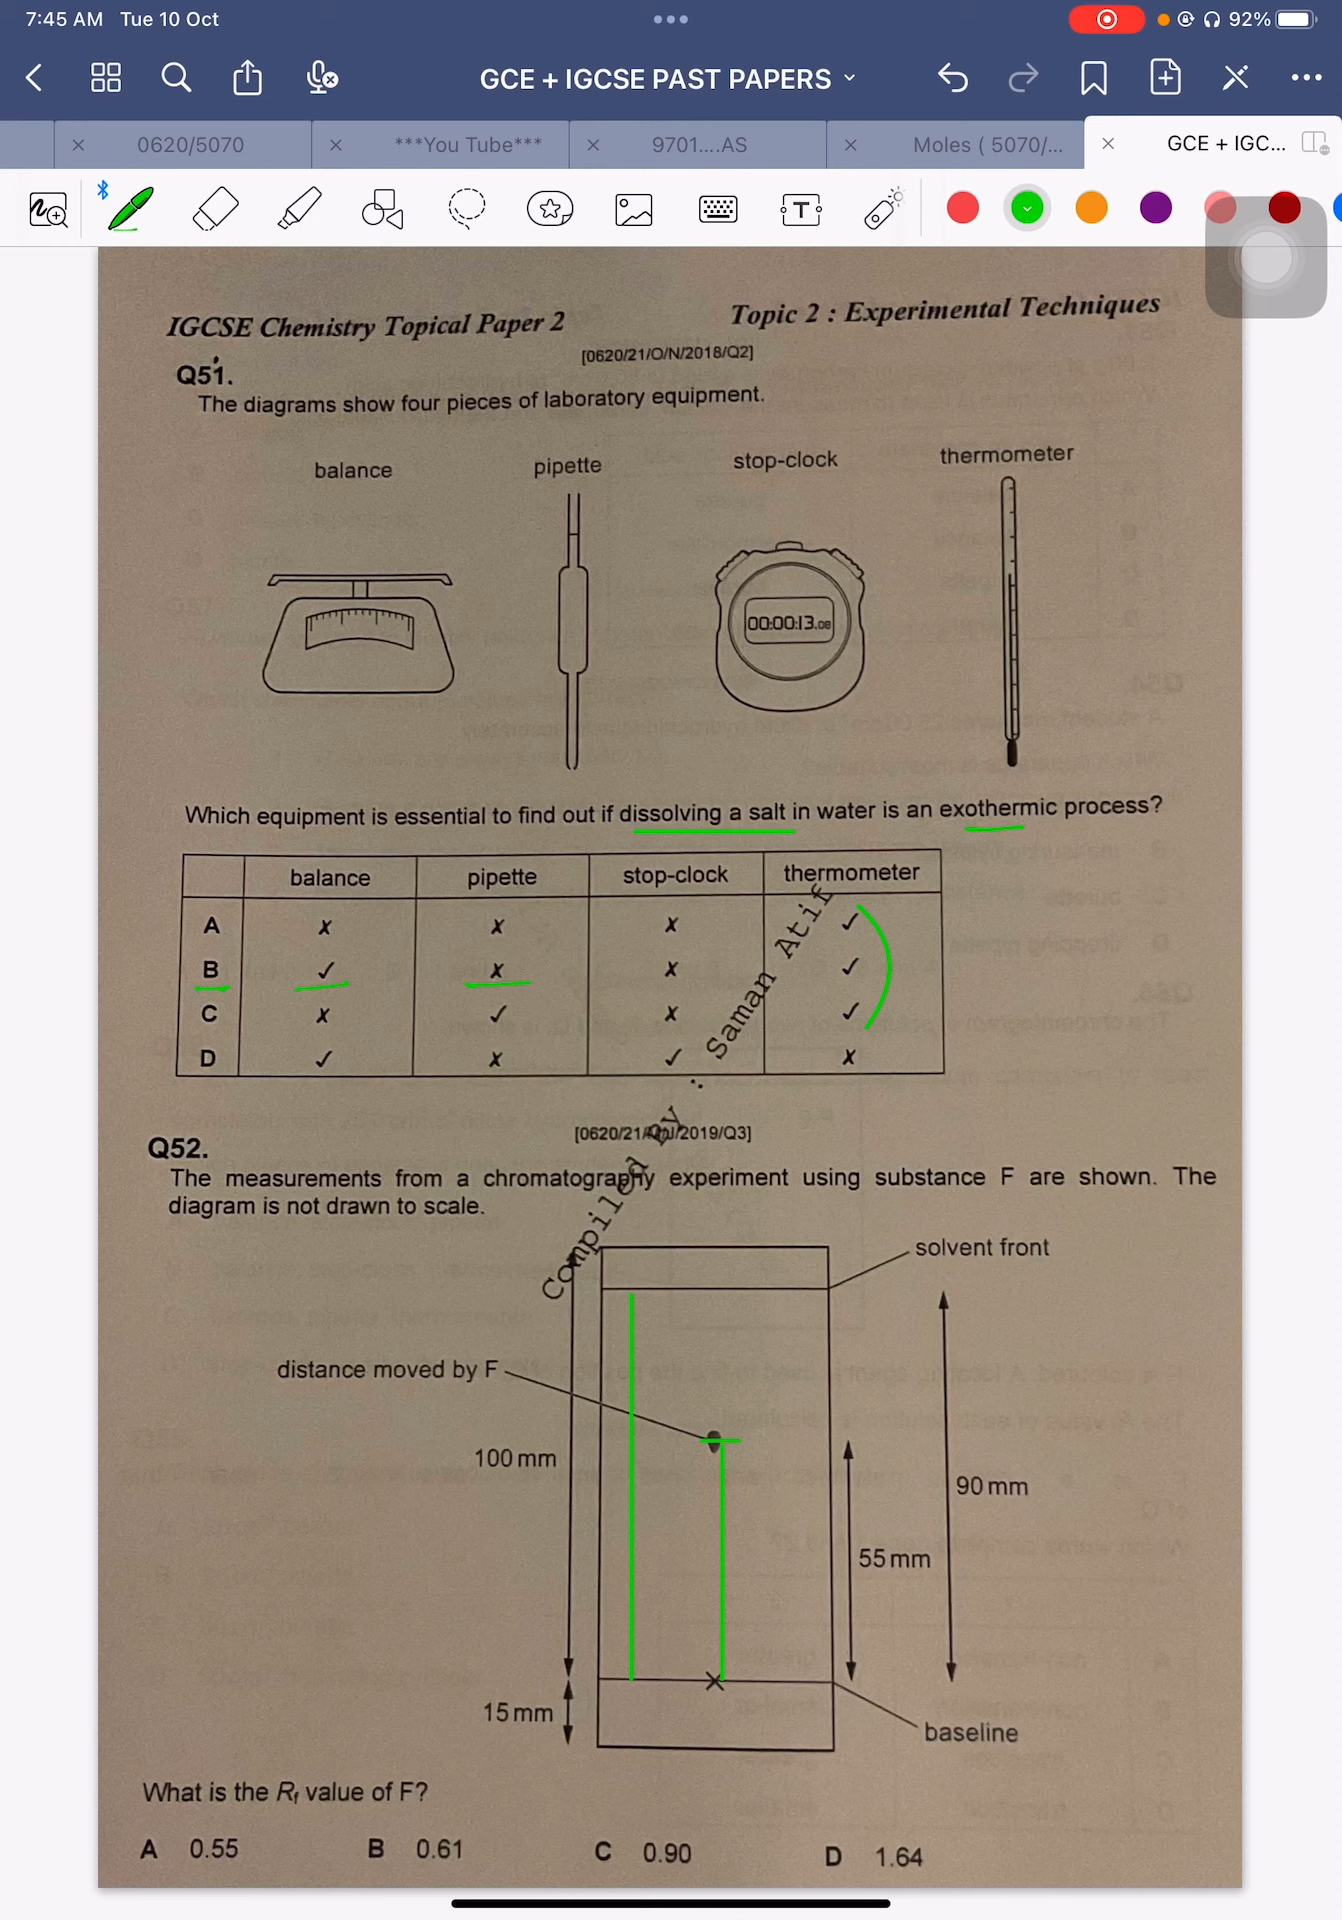 7:45 AM Tue 10 Oct
92%
GCE + IGCSE PAST PAPERS
0620/5070
***You Tube***
9701....AS
Moles ( 5070/...
GCE + IGC...
IGCSE Chemistry Topical Paper 2
Topic 2 : Experimental Techniques
[0620/21/O/N/2018/Q2]
Q51.
The diagrams show four pieces of laboratory equipment.
balance pipette stop-clock thermometer
00:00:13.08
Which equipment is essential to find out if dissolving a salt in water is an exothermic process?
balance pipette stop-clock thermometer
A ✗ ✗ ✗ ✓
B ✓ ✗ ✗ ✓
C ✗ ✓ ✗ ✓
D ✓ ✗ ✓ ✗
Compiled By : Saman Atif
Q52.
[0620/21/M/J/2019/Q3]
The measurements from a chromatography experiment using substance F are shown. The
diagram is not drawn to scale.
solvent front
distance moved by F
100 mm
90 mm
55 mm
15 mm
baseline
What is the Rf value of F?
A 0.55 B 0.61 C 0.90 D 1.64